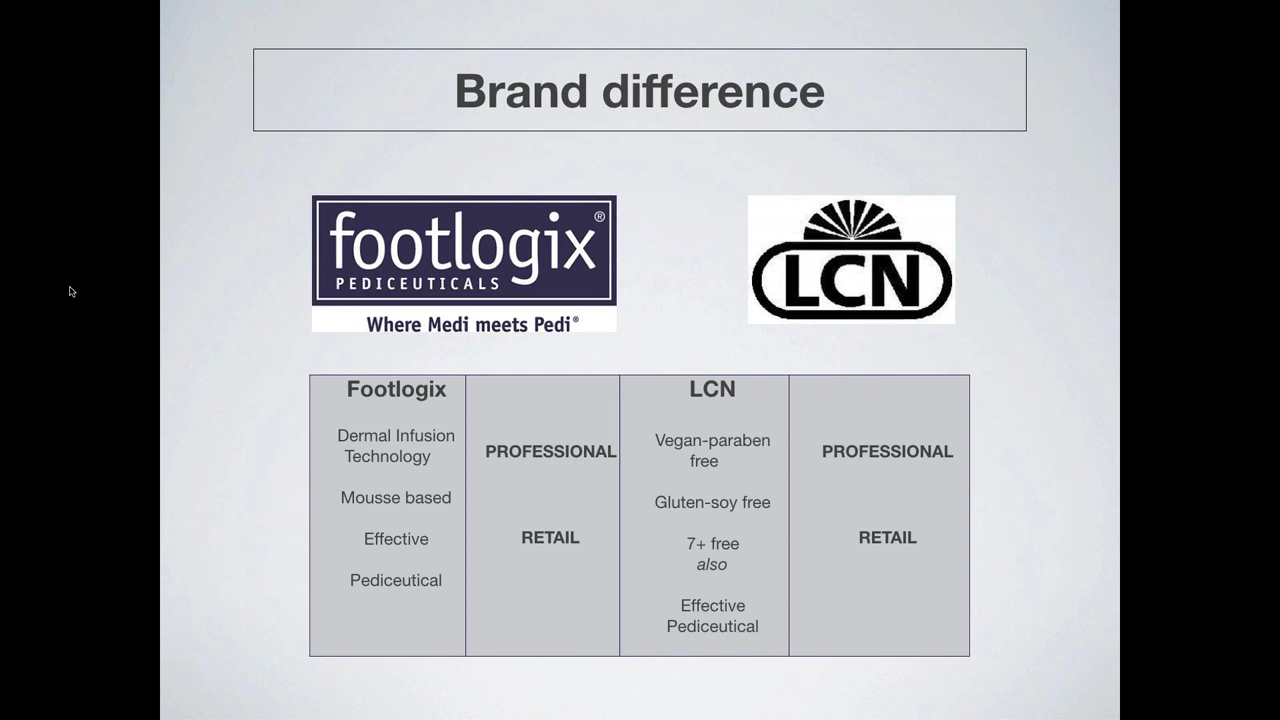 Brand difference
footlogix®
PEDICEUTICALS
Where Medi meets Pedi®
LCN
Footlogix
Dermal Infusion
Technology
Mousse based
Effective
Pediceutical
PROFESSIONAL
RETAIL
LCN
Vegan-paraben
free
Gluten-soy free
7+ free
also
Effective
Pediceutical
PROFESSIONAL
RETAIL